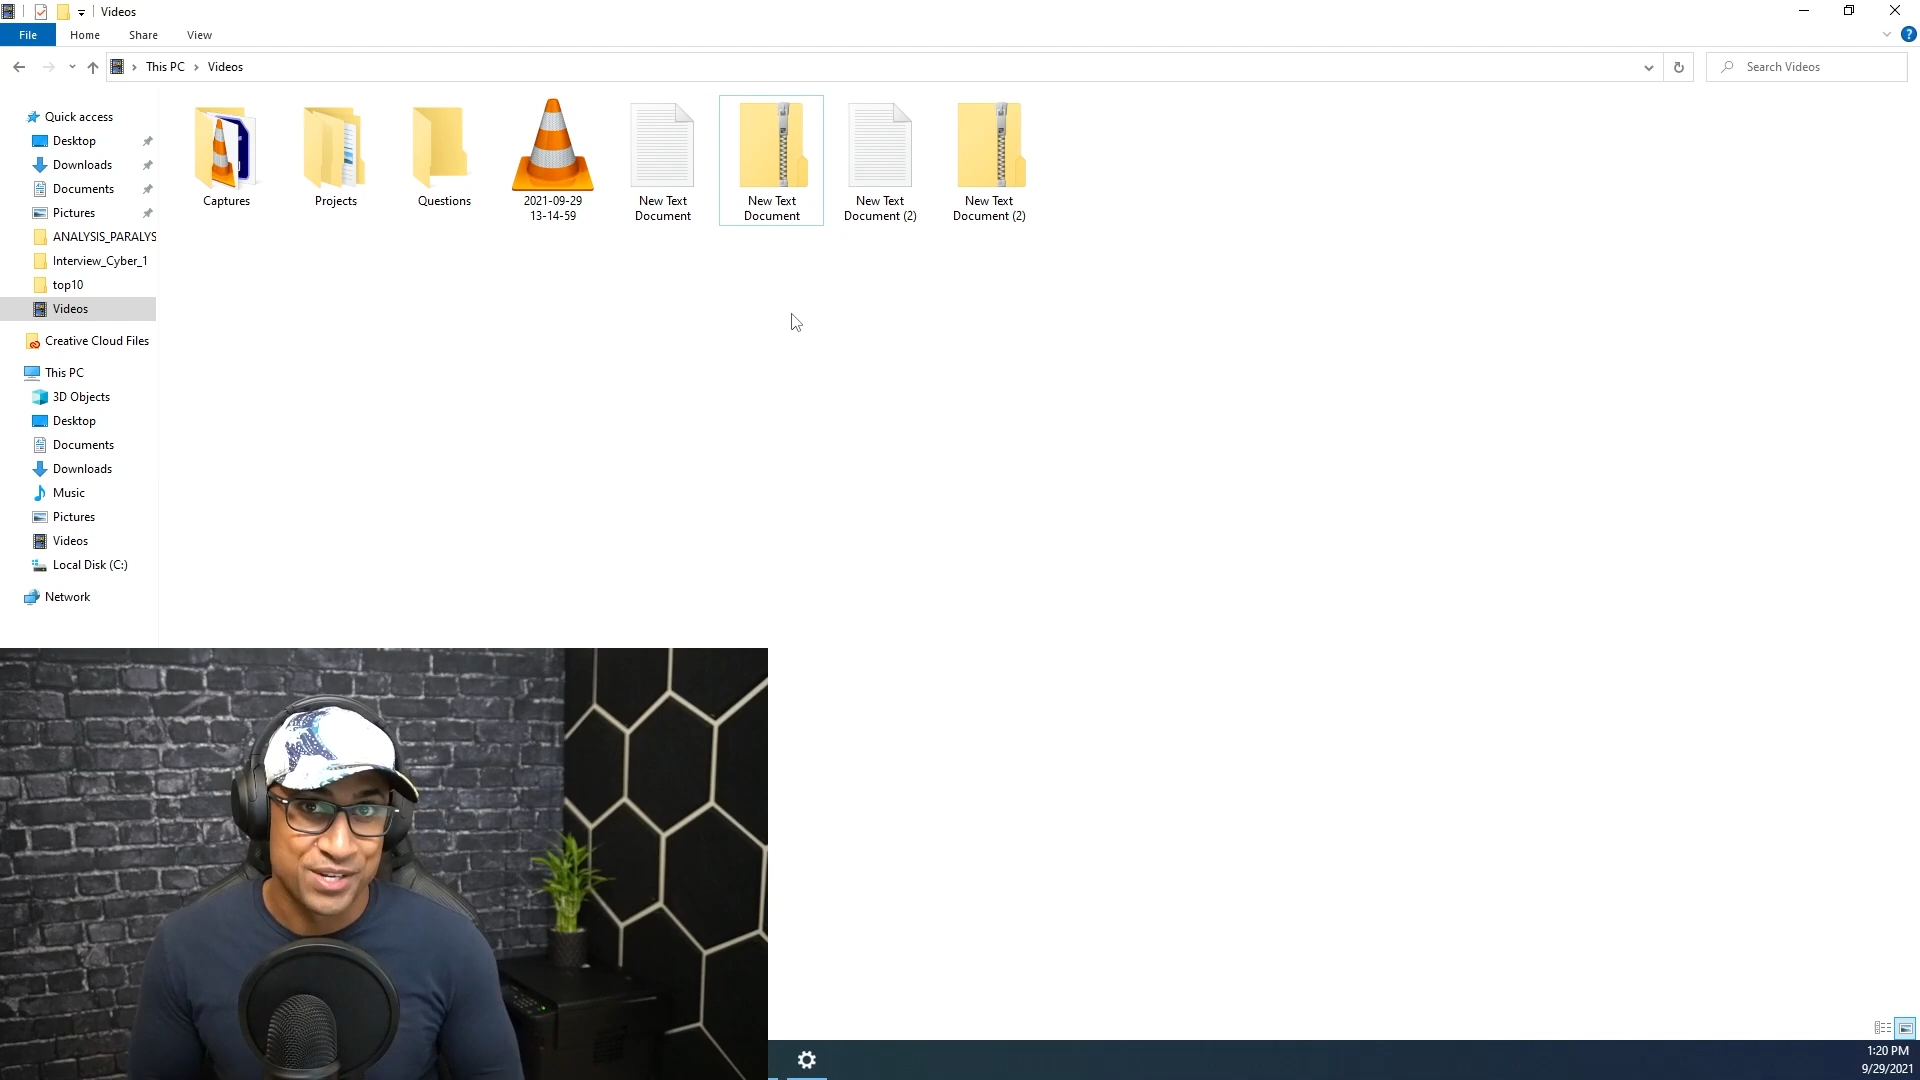 Videos
File Home Share View
This PC > Videos
Search Videos
Quick access
Desktop
Downloads
Documents
Pictures
ANALYSIS_PARALYS
Interview_Cyber_1
top10
Videos
Creative Cloud Files
This PC
3D Objects
Desktop
Documents
Downloads
Music
Pictures
Videos
Local Disk (C:)
Network
Captures
Projects
Questions
2021-09-29
13-14-59
New Text
Document
New Text
Document
New Text
Document (2)
New Text
Document (2)
1:20 PM
9/29/2021